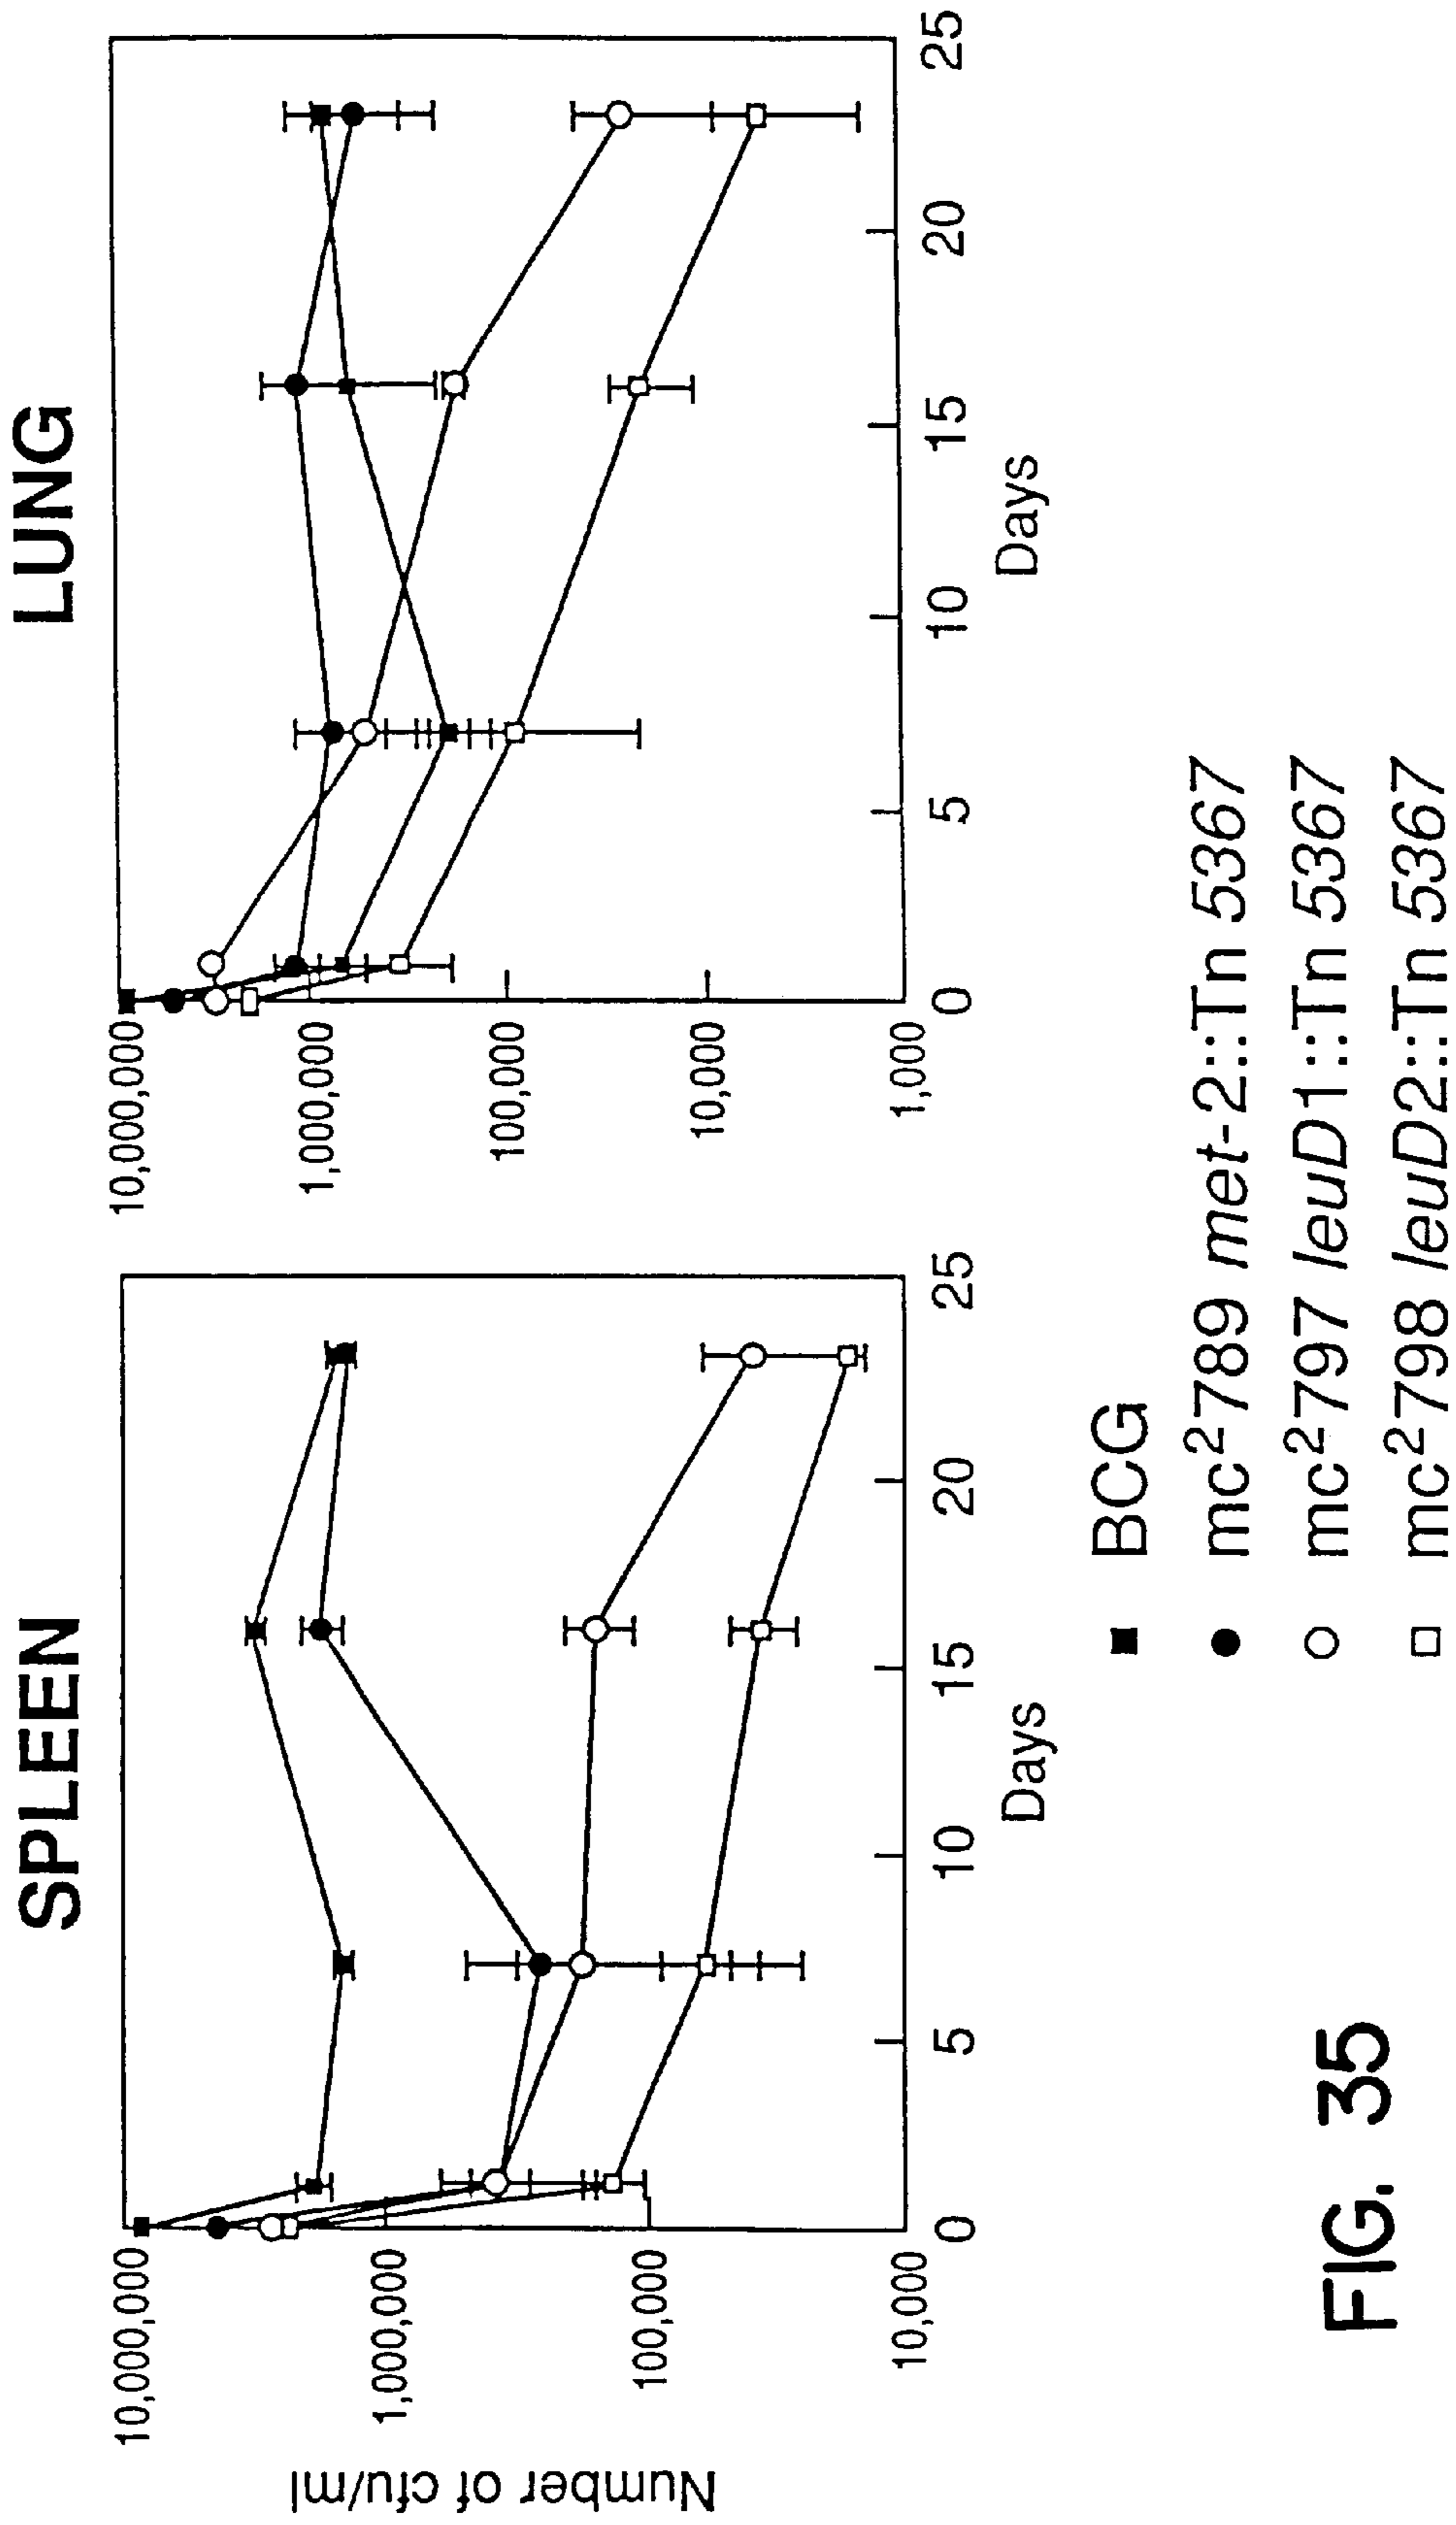 SPLEEN
Number of cfu/ml
10,000,000
1,000,000
100,000
10,000
0 5 10 15 20 25
Days
LUNG
10,000,000
1,000,000
100,000
10,000
1,000
0 5 10 15 20 25
Days
BCG
mc²789 met-2::Tn 5367
mc²797 leuD1::Tn 5367
mc²798 leuD2::Tn 5367
FIG. 35